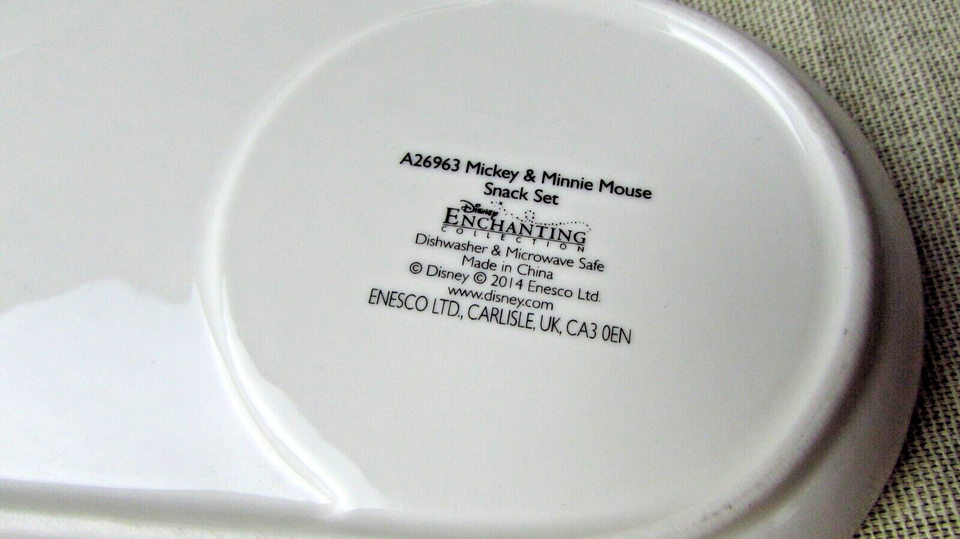 A26963 Mickey & Minnie Mouse
Snack Set
Disney
ENCHANTING
COLLECTION
Dishwasher & Microwave Safe
Made in China
© Disney © 2014 Enesco Ltd.
www.disney.com
ENESCO LTD., CARLISLE, UK, CA3 0EN